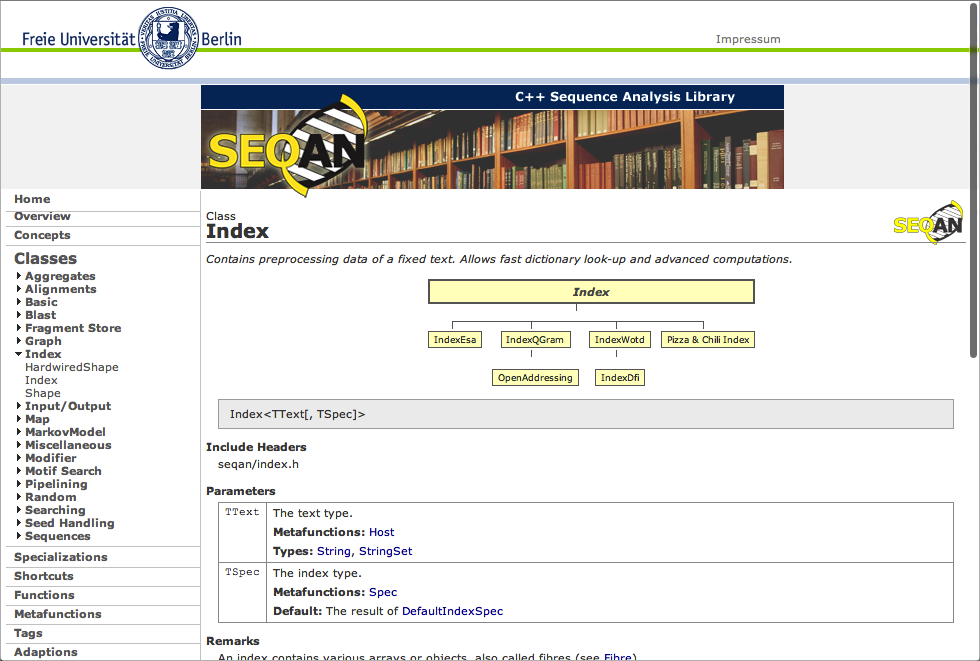 Freie Universität Berlin
Impressum
C++ Sequence Analysis Library
SEQAN
Home
Overview
Concepts
Classes
Aggregates
Alignments
Basic
Blast
Fragment Store
Graph
Index
HardwiredShape
Index
Shape
Input/Output
Map
MarkovModel
Miscellaneous
Modifier
Motif Search
Pipelining
Random
Searching
Seed Handling
Sequences
Specializations
Shortcuts
Functions
Metafunctions
Tags
Adaptions
Class
Index
SEQAN
Contains preprocessing data of a fixed text. Allows fast dictionary look-up and advanced computations.
Index
IndexEsa IndexQGram IndexWotd Pizza & Chili Index
OpenAddressing IndexDfi
Index<TText[, TSpec]>
Include Headers
seqan/index.h
Parameters
TText The text type.
Metafunctions: Host
Types: String, StringSet
TSpec The index type.
Metafunctions: Spec
Default: The result of DefaultIndexSpec
Remarks
An index contains various arrays or objects, also called fibres (see Fibre).